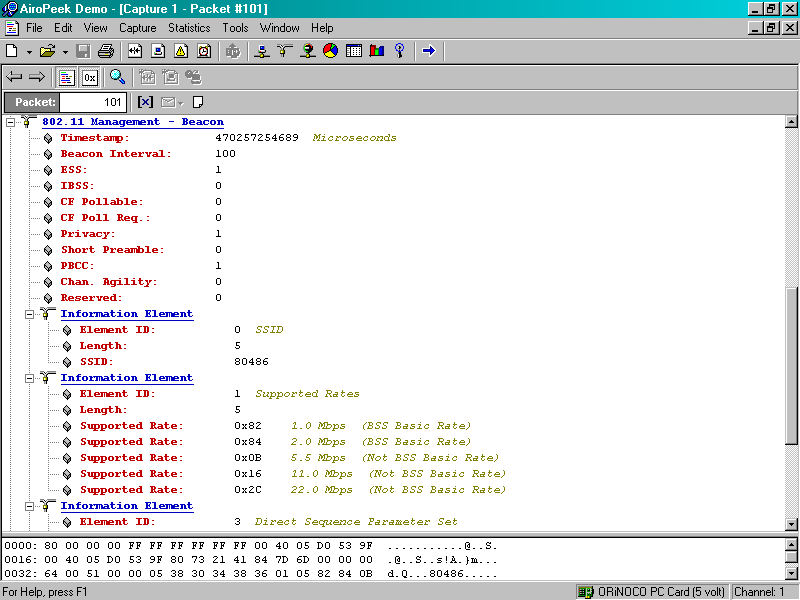 AiroPeek Demo - [Capture 1 - Packet #101]
File Edit View Capture Statistics Tools Window Help
Packet: 101
802.11 Management - Beacon
Timestamp: 470257254689 Microseconds
Beacon Interval: 100
ESS: 1
IBSS: 0
CF Pollable: 0
CF Poll Req.: 0
Privacy: 1
Short Preamble: 0
PBCC: 1
Chan. Agility: 0
Reserved: 0
Information Element
Element ID: 0 SSID
Length: 5
SSID: 80486
Information Element
Element ID: 1 Supported Rates
Length: 5
Supported Rate: 0x82 1.0 Mbps (BSS Basic Rate)
Supported Rate: 0x84 2.0 Mbps (BSS Basic Rate)
Supported Rate: 0x0B 5.5 Mbps (Not BSS Basic Rate)
Supported Rate: 0x16 11.0 Mbps (Not BSS Basic Rate)
Supported Rate: 0x2C 22.0 Mbps (Not BSS Basic Rate)
Information Element
Element ID: 3 Direct Sequence Parameter Set
0000: 80 00 00 00 FF FF FF FF FF FF 00 40 05 D0 53 9F ...........@..S.
0016: 00 40 05 D0 53 9F 80 73 21 41 84 7D 6D 00 00 00 .@..S..s!A.}m...
0032: 64 00 51 00 00 05 38 30 34 38 36 01 05 82 84 0B d.Q...80486.....
For Help, press F1 ORiNOCO PC Card (5 volt) Channel: 1